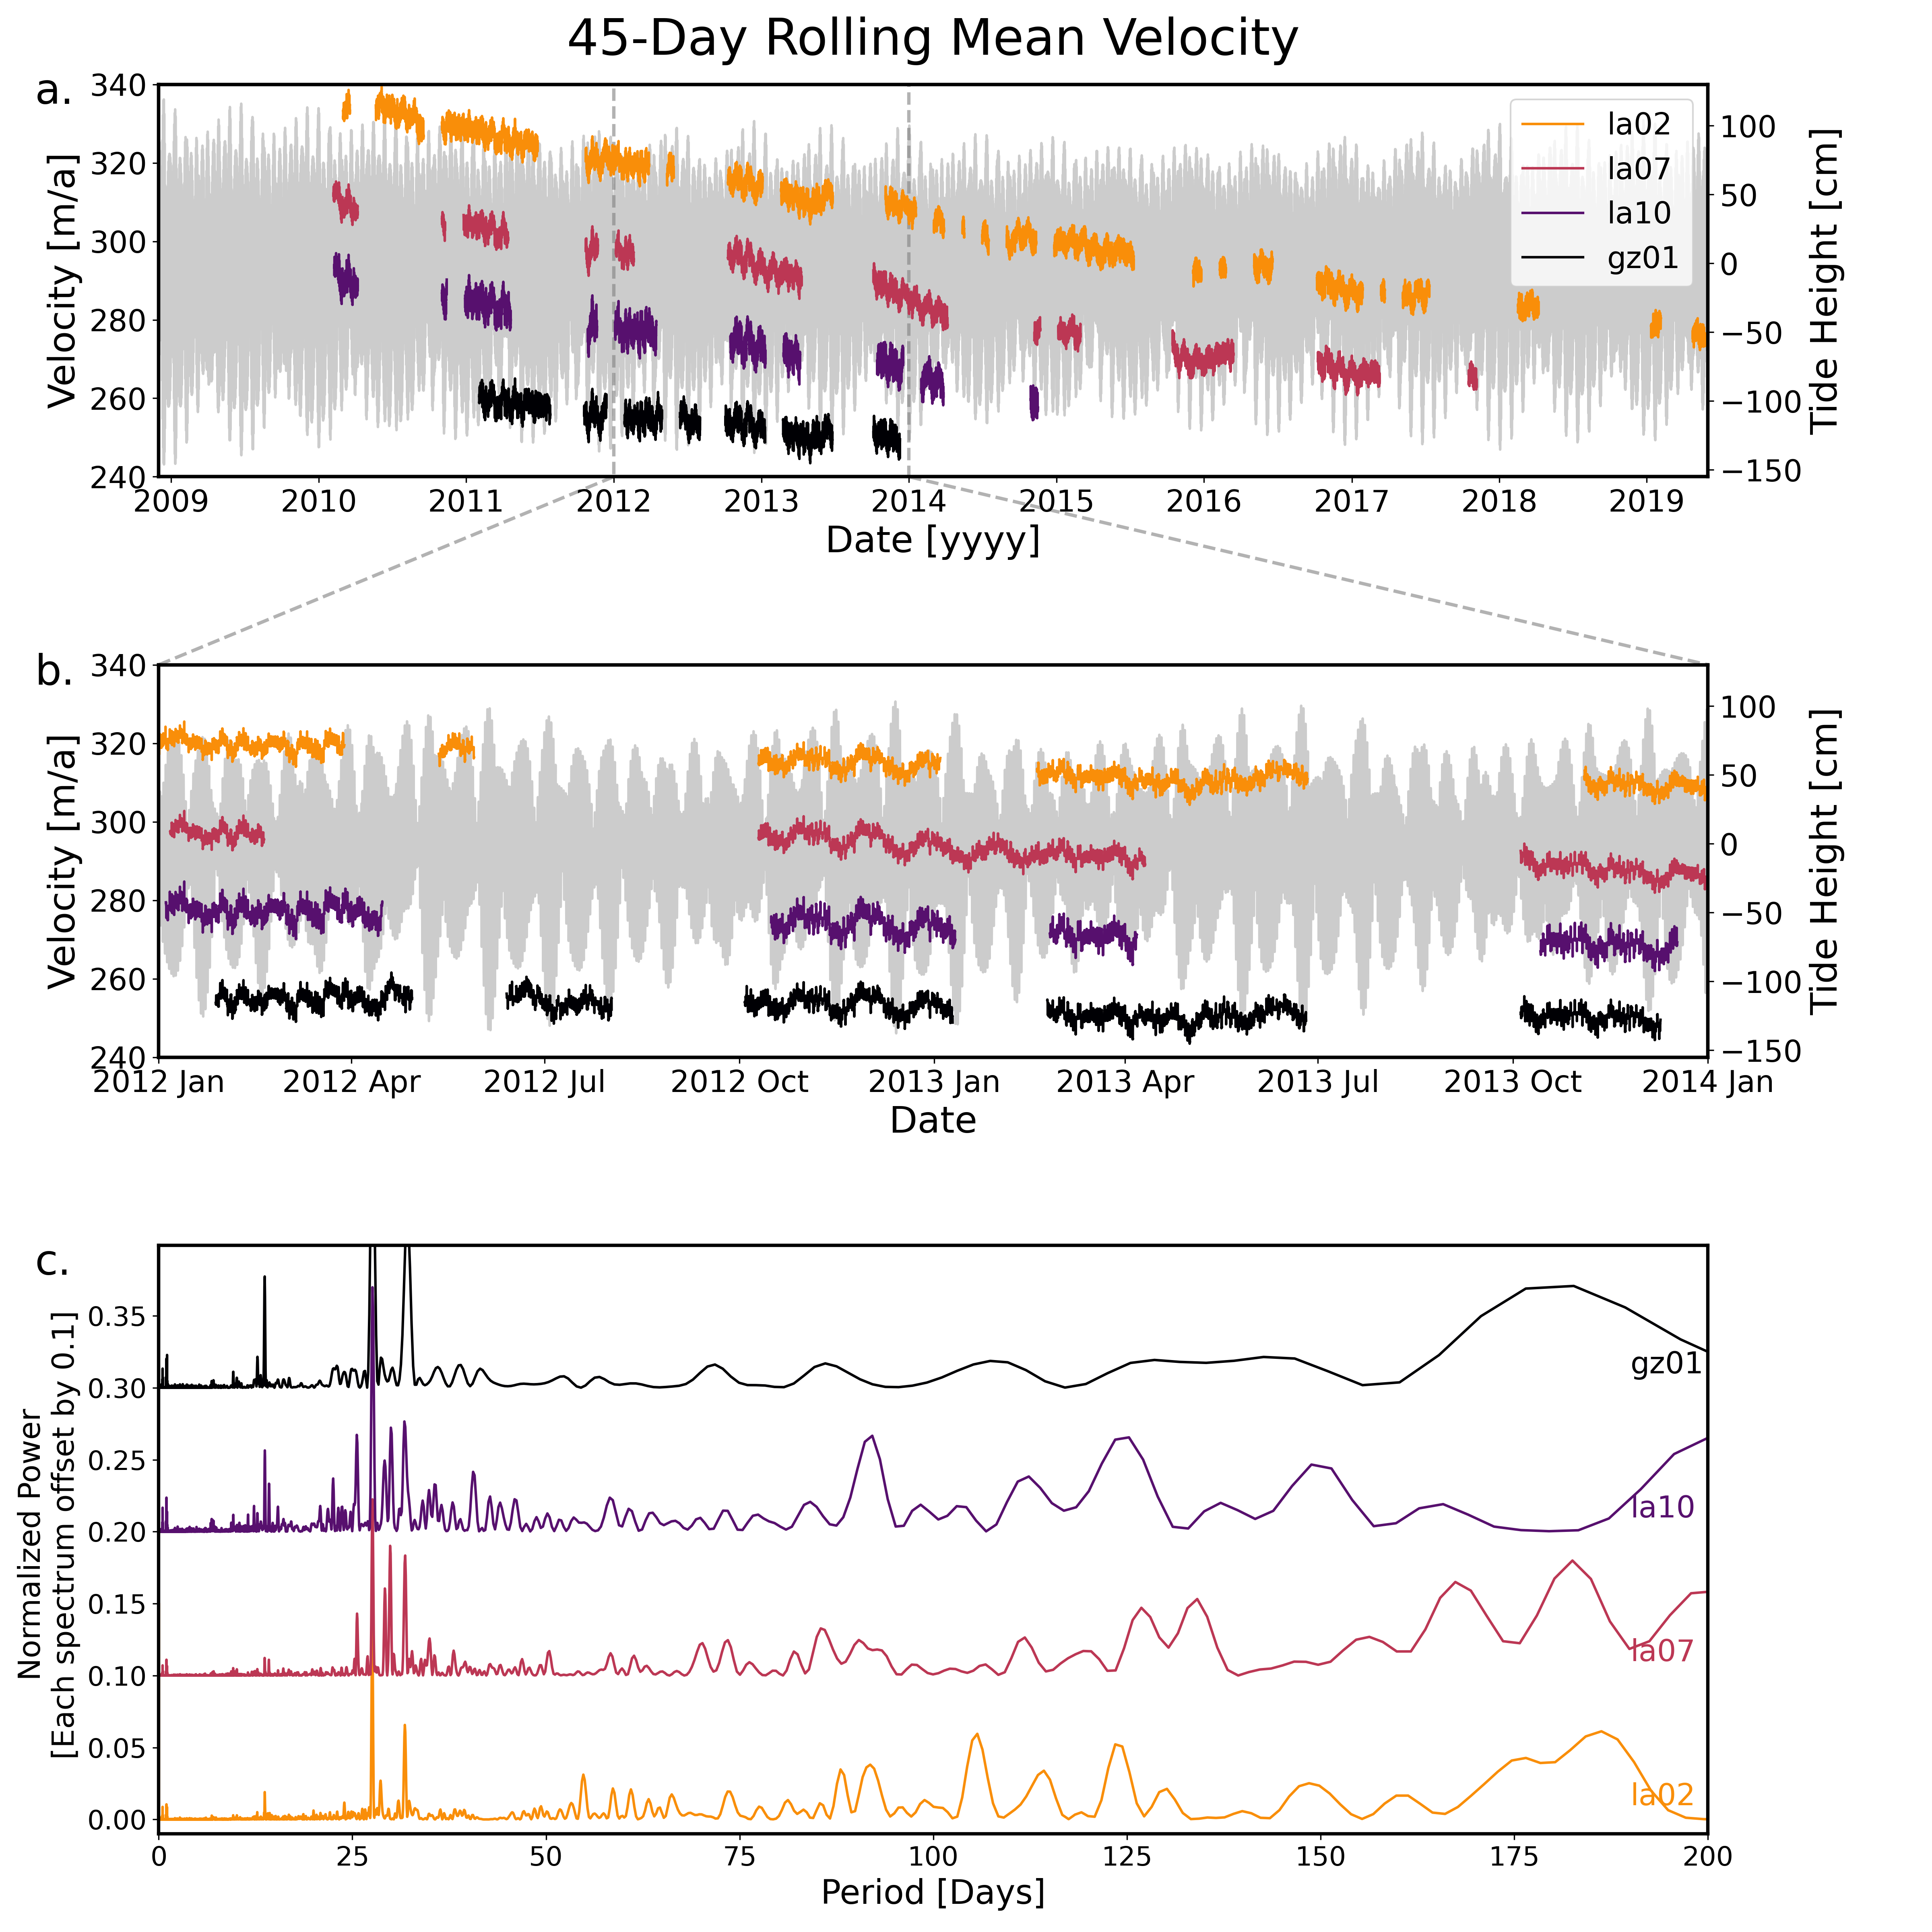 45-Day Rolling Mean Velocity
a.
340
320
300
280
260
240
Velocity [m/a]
100
50
0
−50
−100
−150
Tide Height [cm]
la02
la07
la10
gz01
2009 2010 2011 2012 2013 2014 2015 2016 2017 2018 2019
Date [yyyy]
b.
340
320
300
280
260
240
Velocity [m/a]
100
50
0
−50
−100
−150
Tide Height [cm]
2012 Jan 2012 Apr 2012 Jul 2012 Oct 2013 Jan 2013 Apr 2013 Jul 2013 Oct 2014 Jan
Date
c.
Normalized Power
[Each spectrum offset by 0.1]
0.35
0.30
0.25
0.20
0.15
0.10
0.05
0.00
gz01
la10
la07
la02
0 25 50 75 100 125 150 175 200
Period [Days]